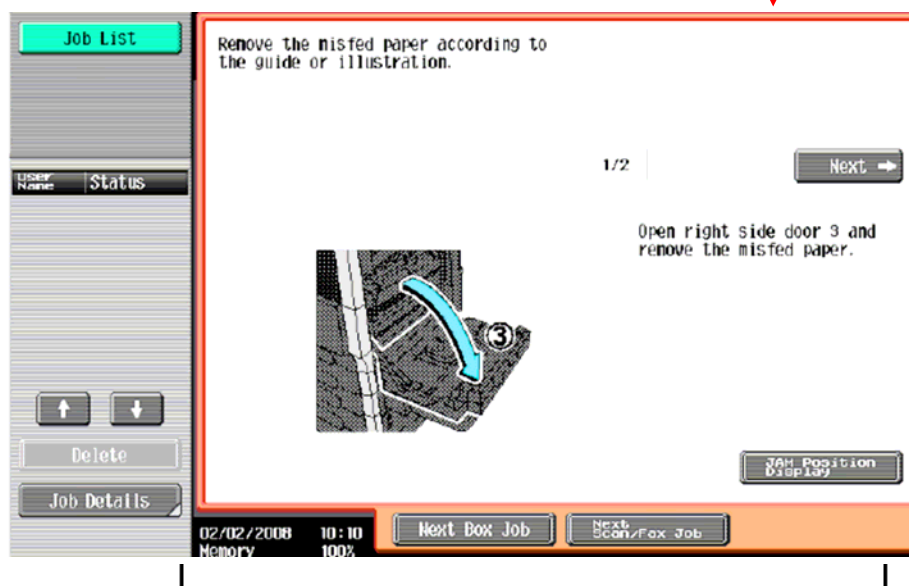 Job List
Remove the misfed paper according to
the guide or illustration.
1/2
Next
User
Name
Status
Open right side door 3 and
remove the misfed paper.
3
Delete
JAM Position
Display
Job Details
02/02/2008 10:10
Memory 100%
Next Box Job
Next
Scan/Fax Job